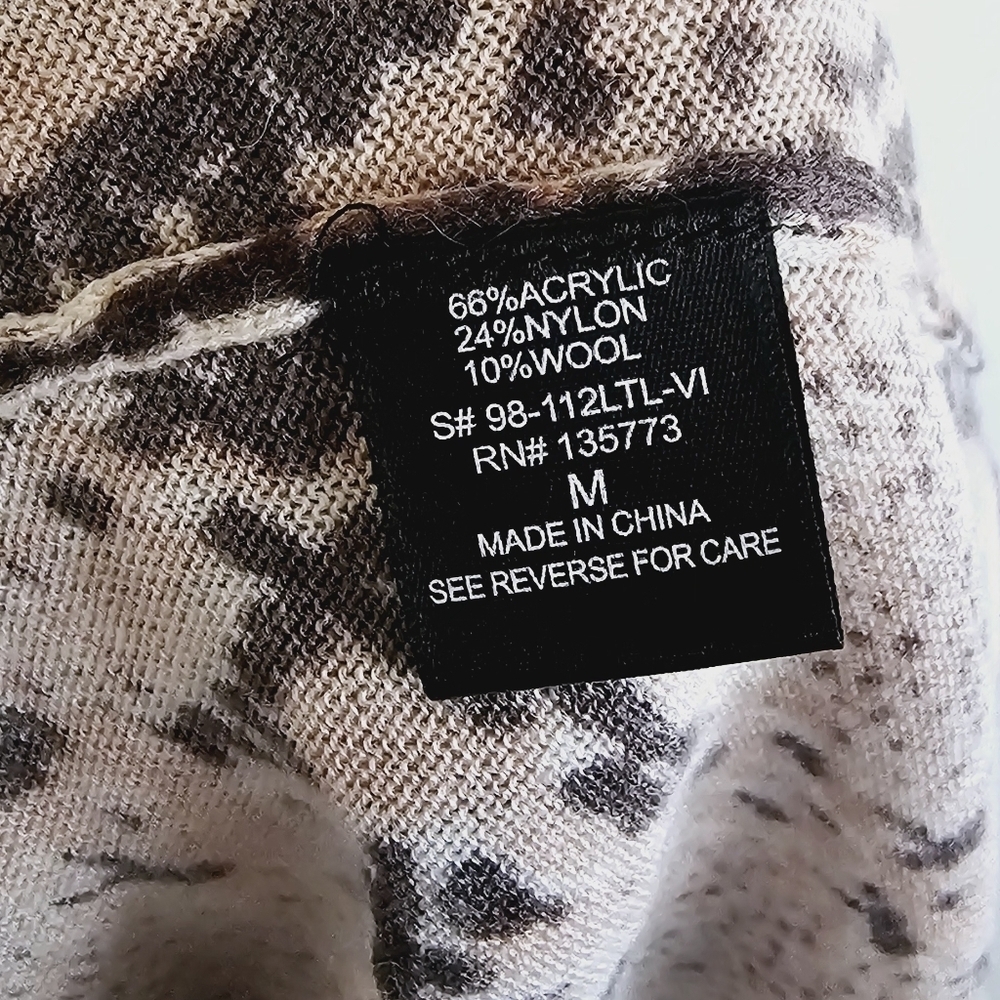 66%ACRYLIC
24%NYLON
10%WOOL
S# 98-112LTL-VI
RN# 135773
M
MADE IN CHINA
SEE REVERSE FOR CARE